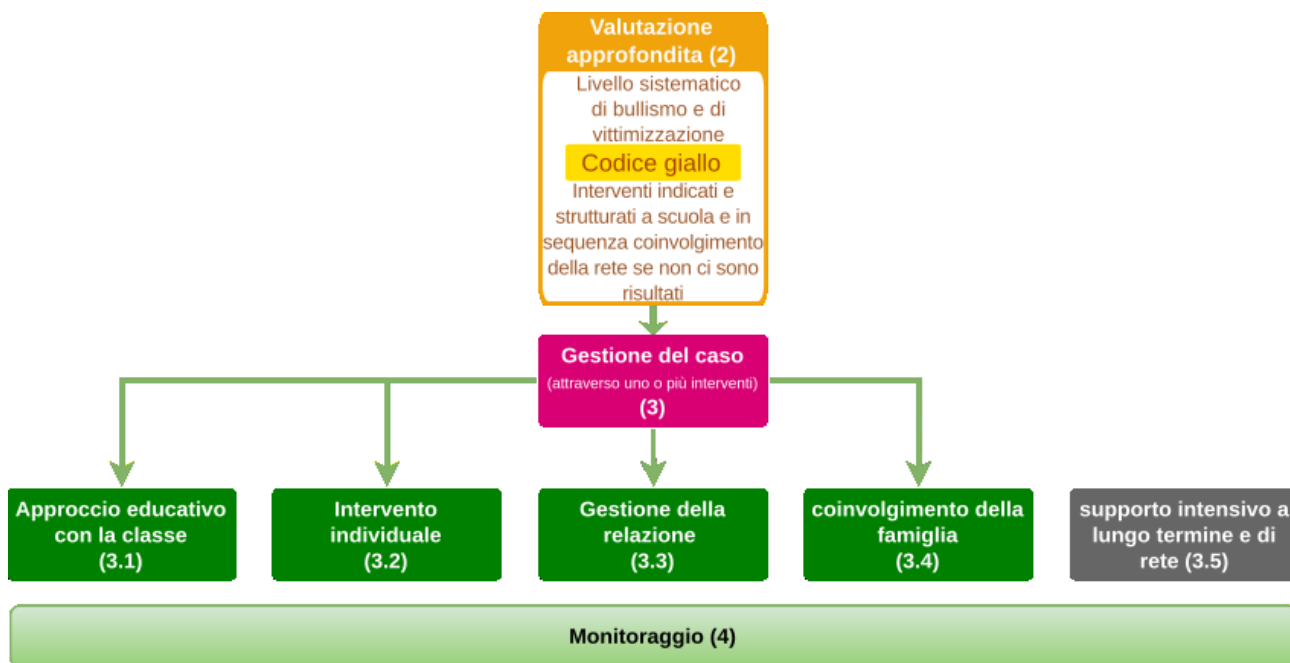 Valutazione
approfondita (2)
Livello sistematico
di bullismo e di
vittimizzazione
Codice giallo
Interventi indicati e
strutturati a scuola e in
sequenza coinvolgimento
della rete se non ci sono
risultati
Gestione del caso
(attraverso uno o più interventi)
(3)
Approccio educativo
con la classe
(3.1)
Intervento
individuale
(3.2)
Gestione della
relazione
(3.3)
coinvolgimento della
famiglia
(3.4)
supporto intensivo a
lungo termine e di
rete (3.5)
Monitoraggio (4)